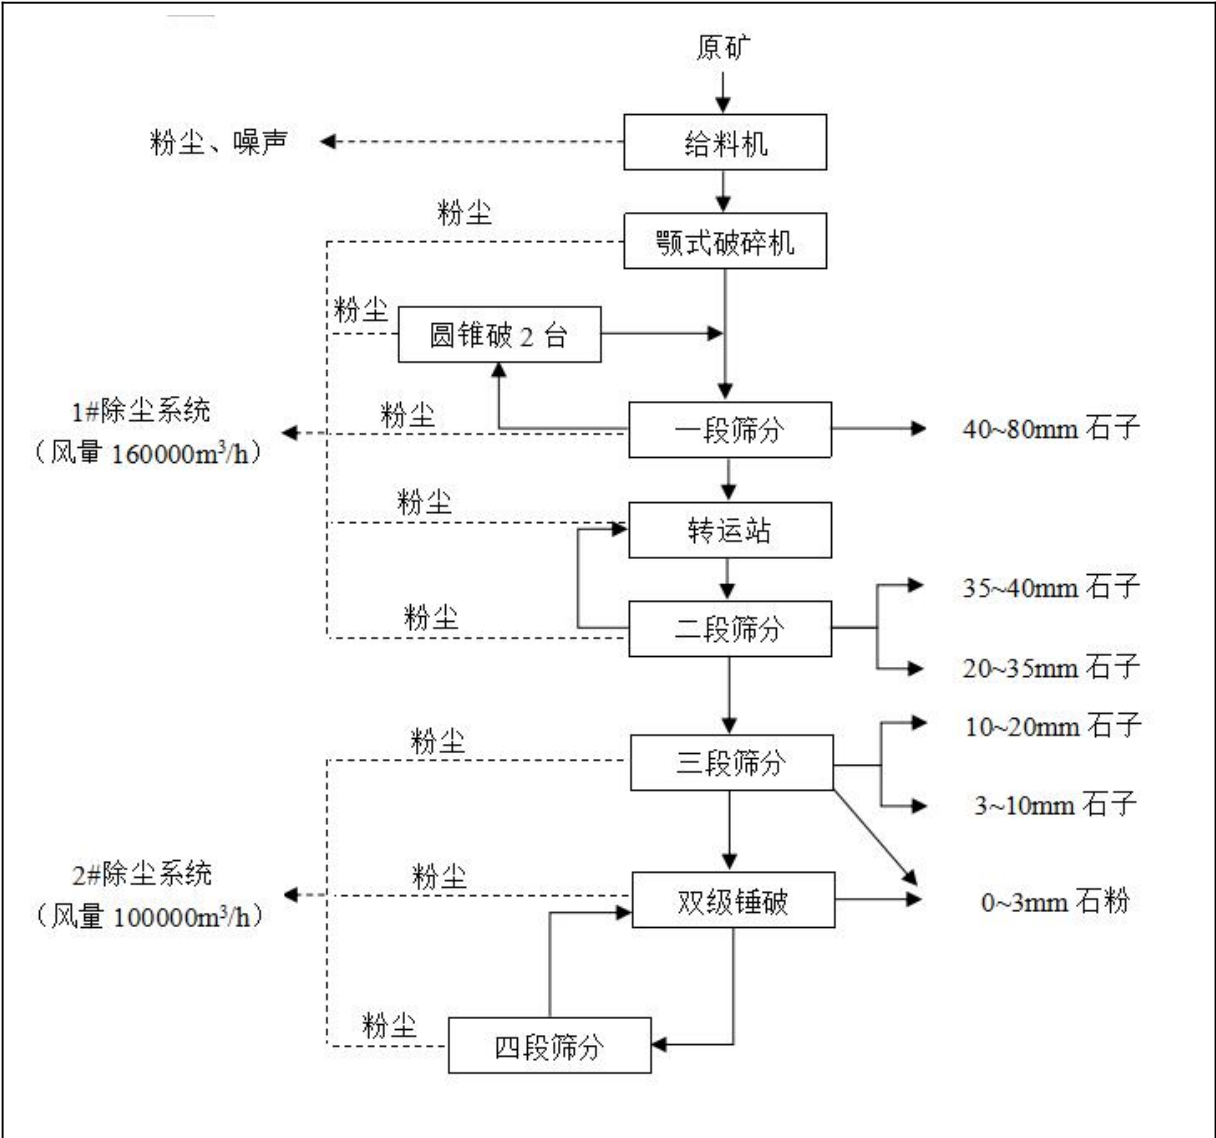 原矿
粉尘、噪声
给料机
粉尘
颚式破碎机
粉尘
圆锥破 2 台
1#除尘系统
（风量 160000m³/h）
粉尘
一段筛分
40~80mm 石子
粉尘
转运站
35~40mm 石子
粉尘
二段筛分
20~35mm 石子
10~20mm 石子
粉尘
三段筛分
3~10mm 石子
2#除尘系统
（风量 100000m³/h）
粉尘
双级锤破
0~3mm 石粉
粉尘
四段筛分